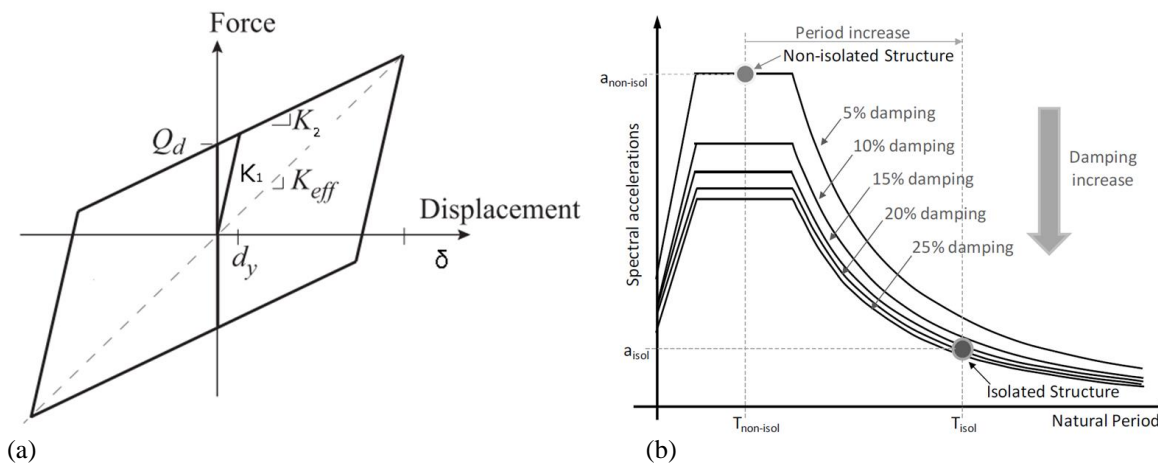 Force
Q_d
K_2
K_1
K_eff
Displacement
d_y
δ
(a)
Spectral accelerations
a_non-isol
a_isol
Period increase
Non-isolated Structure
5% damping
10% damping
15% damping
20% damping
25% damping
Damping
increase
Isolated Structure
T_non-isol
T_isol
Natural Period
(b)